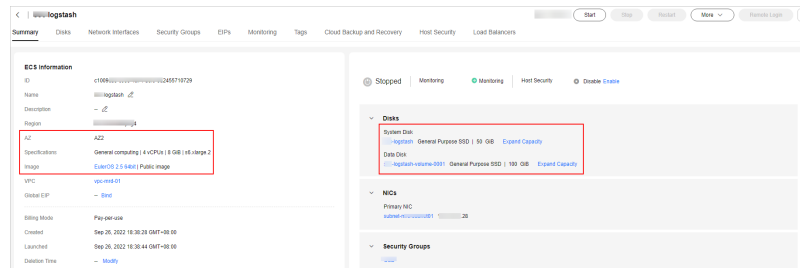 < | logstash
Start Stop Restart More Remote Login
Summary Disks Network Interfaces Security Groups EIPs Monitoring Tags Cloud Backup and Recovery Host Security Load Balancers
ECS Information
ID c1009 2455710729
Name logstash
Description --
Region
AZ AZ2
Specifications General computing | 4 vCPUs | 8 GiB | s6.xlarge.2
Image EulerOS 2.5 64bit | Public image
VPC vpc-mrd-01
Global EIP -- Bind
Billing Mode Pay-per-use
Created Sep 26, 2022 18:38:28 GMT+08:00
Launched Sep 26, 2022 18:38:44 GMT+08:00
Deletion Time -- Modify
Stopped Monitoring Monitoring Host Security Disable Enable
Disks
System Disk
-logstash General Purpose SSD | 50 GiB Expand Capacity
Data Disk
-logstash-volume-0001 General Purpose SSD | 100 GiB Expand Capacity
NICs
Primary NIC
28
Security Groups